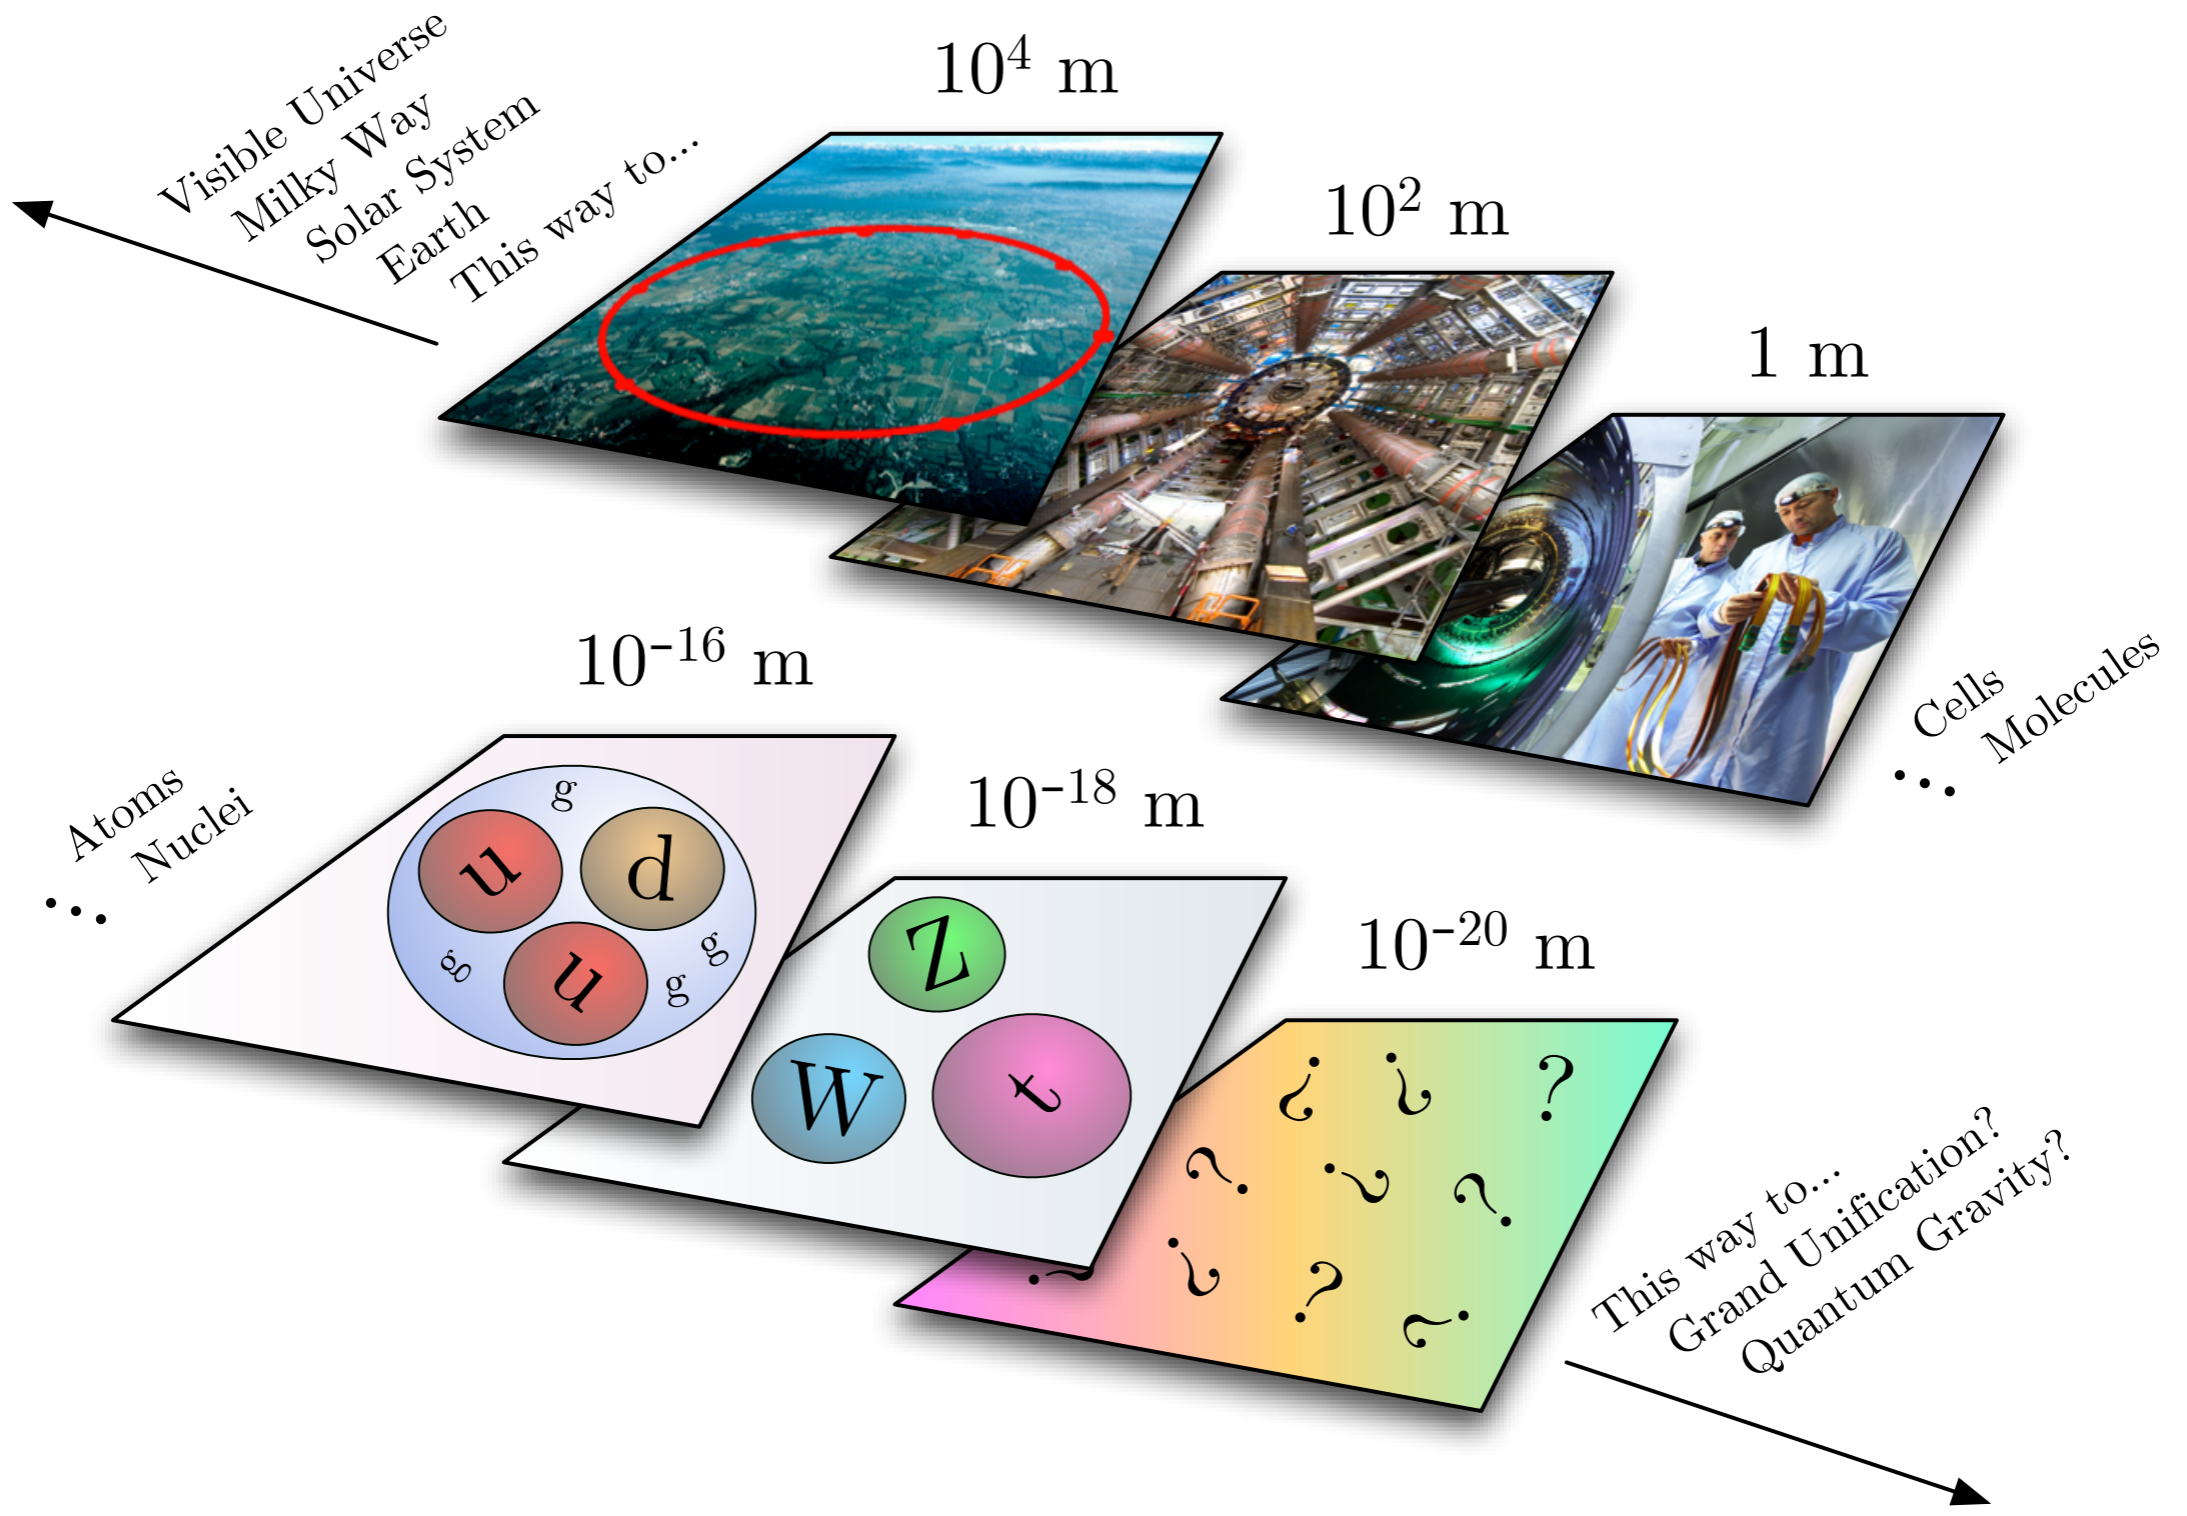 Visible Universe
Milky Way
Solar System
Earth
This way to...
10⁴ m
10² m
1 m
Cells
Molecules
...
Atoms
Nuclei
...
10⁻¹⁶ m
g
u
d
u
g
g
g
10⁻¹⁸ m
Z
W
t
10⁻²⁰ m
? ? ?
? ? ?
? ? ? ?
This way to...
Grand Unification?
Quantum Gravity?